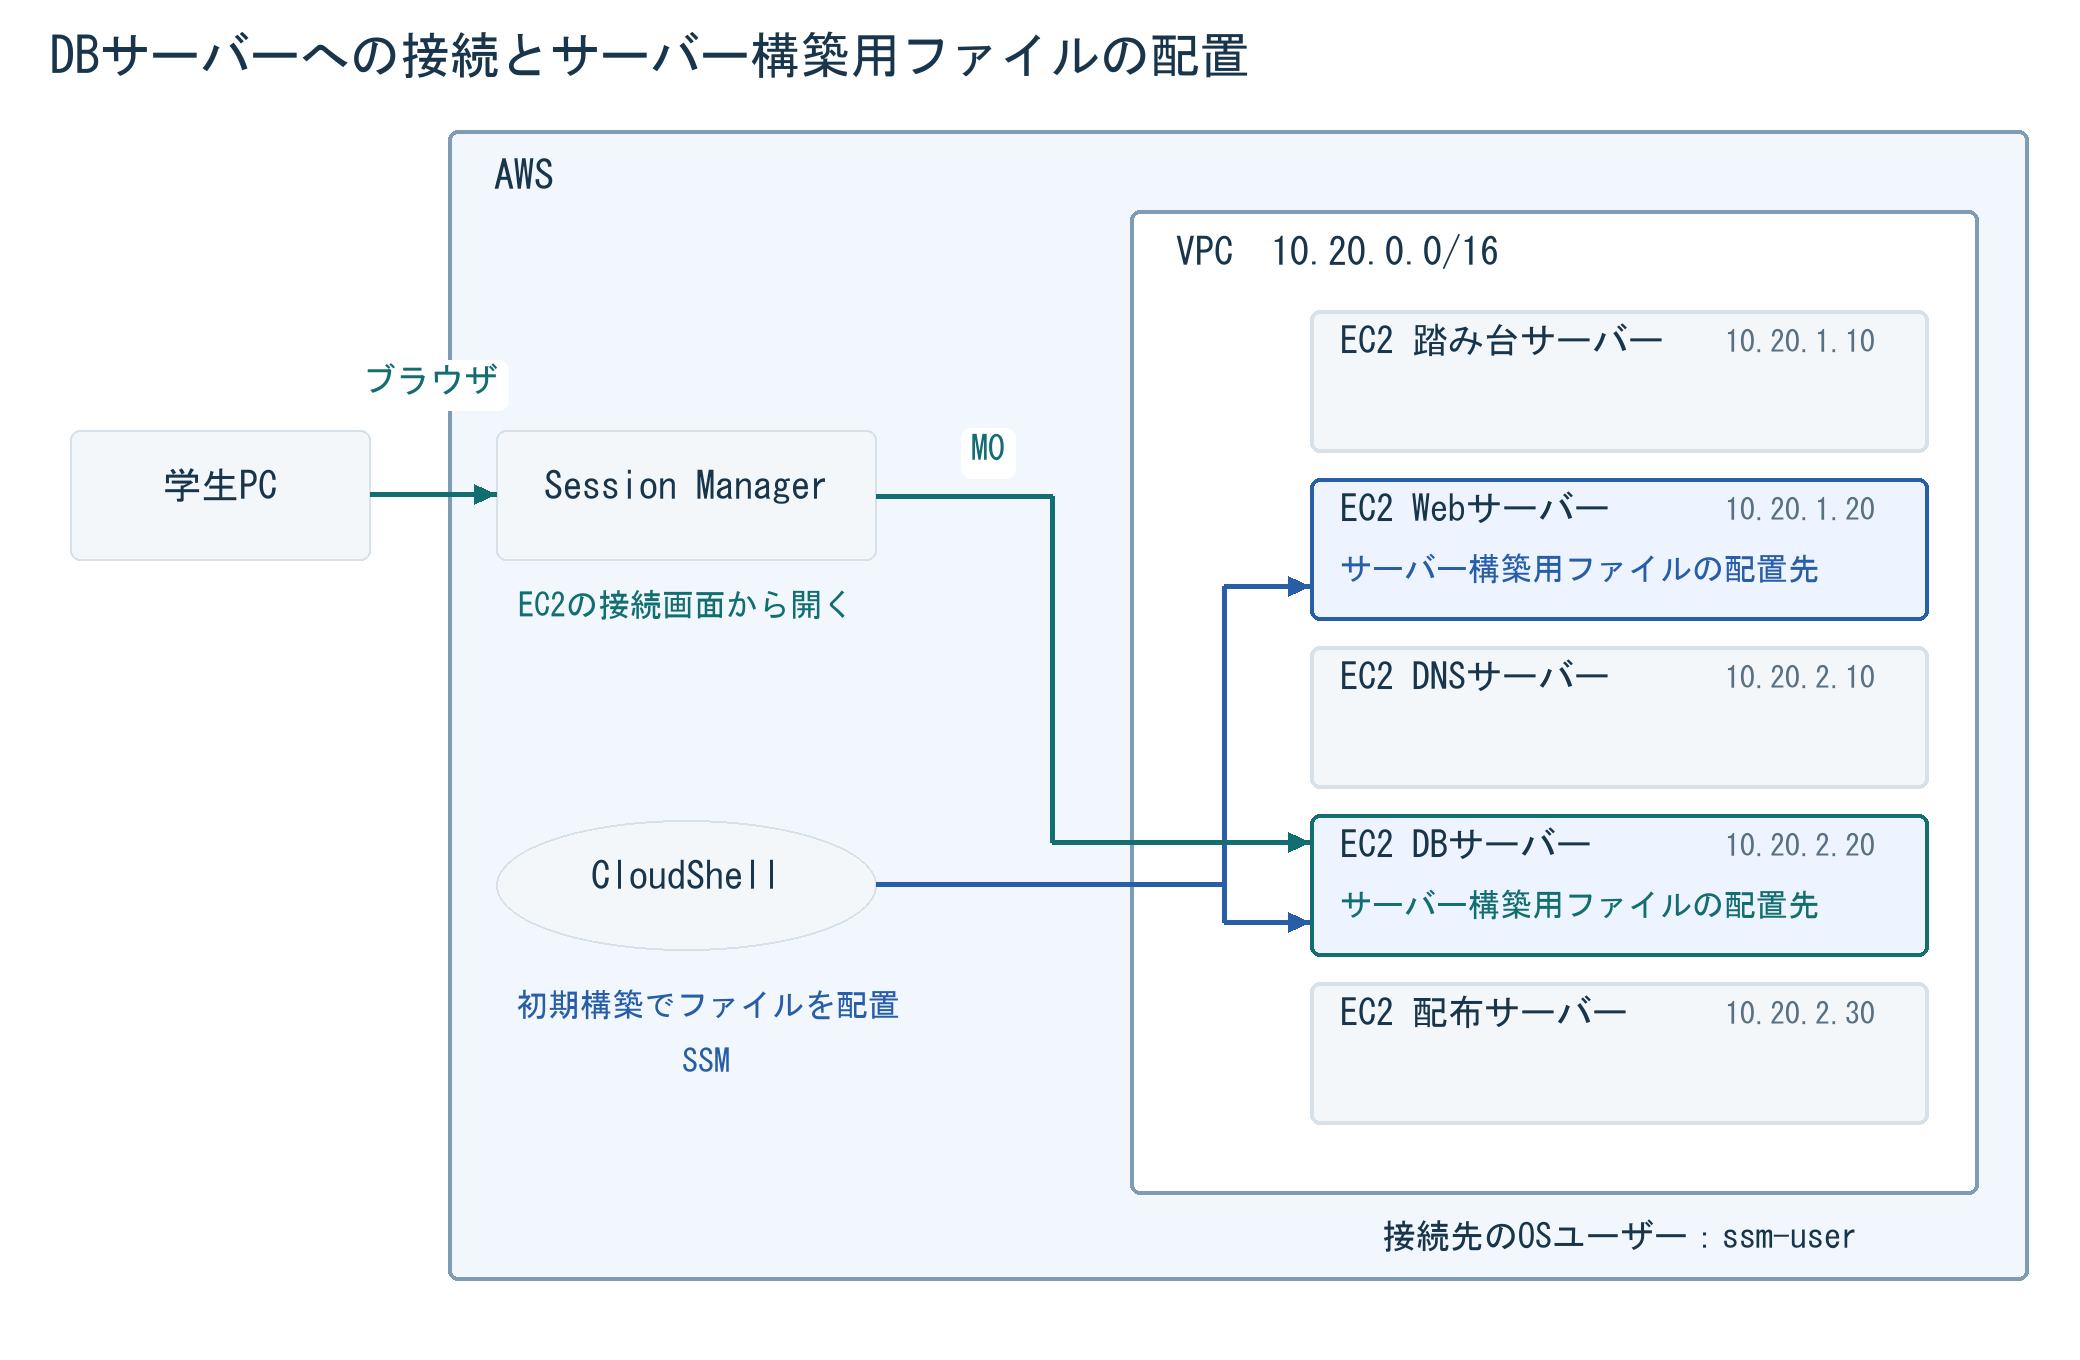 DBサーバーへの接続とサーバー構築用ファイルの配置
AWS
VPC 10.20.0.0/16
EC2 踏み台サーバー 10.20.1.10
ブラウザ
学生PC
Session Manager
M0
EC2の接続画面から開く
EC2 Webサーバー 10.20.1.20
サーバー構築用ファイルの配置先
EC2 DNSサーバー 10.20.2.10
CloudShell
初期構築でファイルを配置
SSM
EC2 DBサーバー 10.20.2.20
サーバー構築用ファイルの配置先
EC2 配布サーバー 10.20.2.30
接続先のOSユーザー：ssm-user